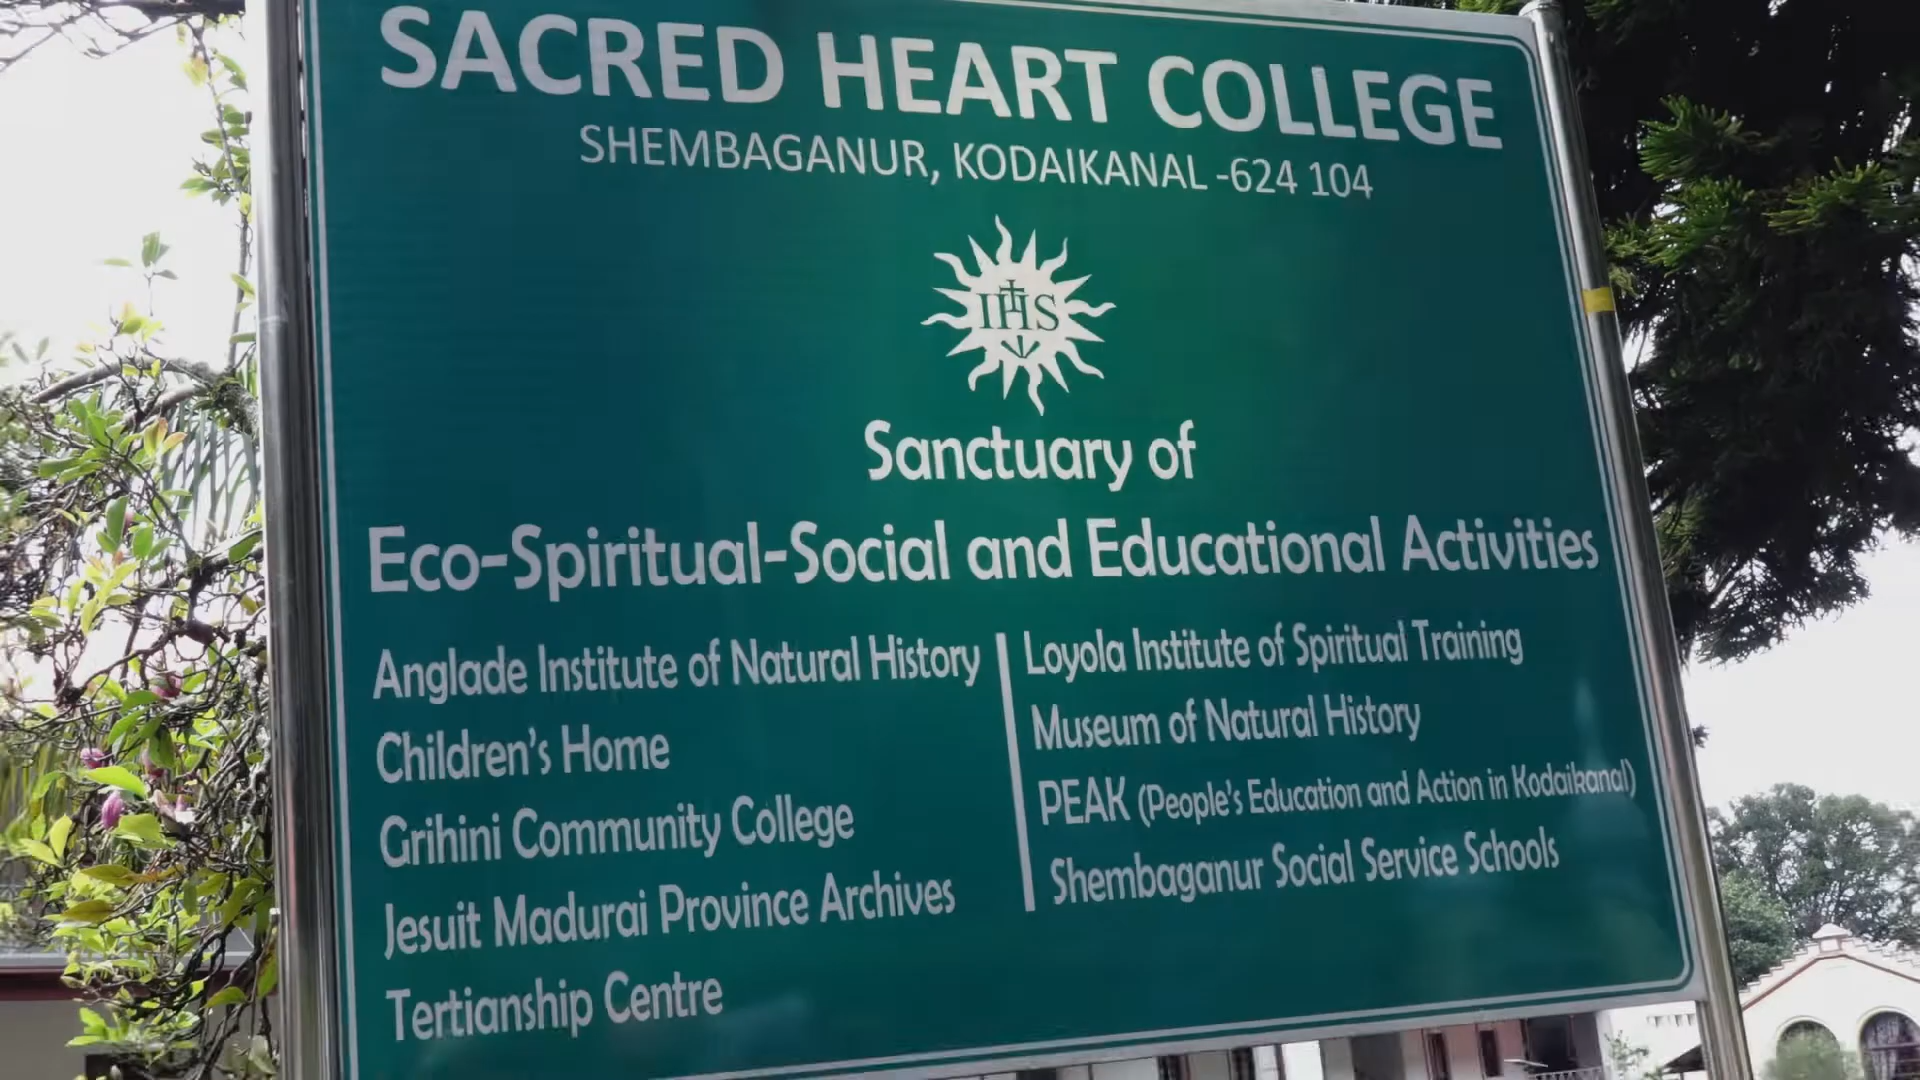 SACRED HEART COLLEGE
SHEMBAGANUR, KODAIKANAL -624 104
IHS
Sanctuary of
Eco-Spiritual-Social and Educational Activities
Anglade Institute of Natural History
Children's Home
Grihini Community College
Jesuit Madurai Province Archives
Tertianship Centre
Loyola Institute of Spiritual Training
Museum of Natural History
PEAK (People's Education and Action in Kodaikanal)
Shembaganur Social Service Schools